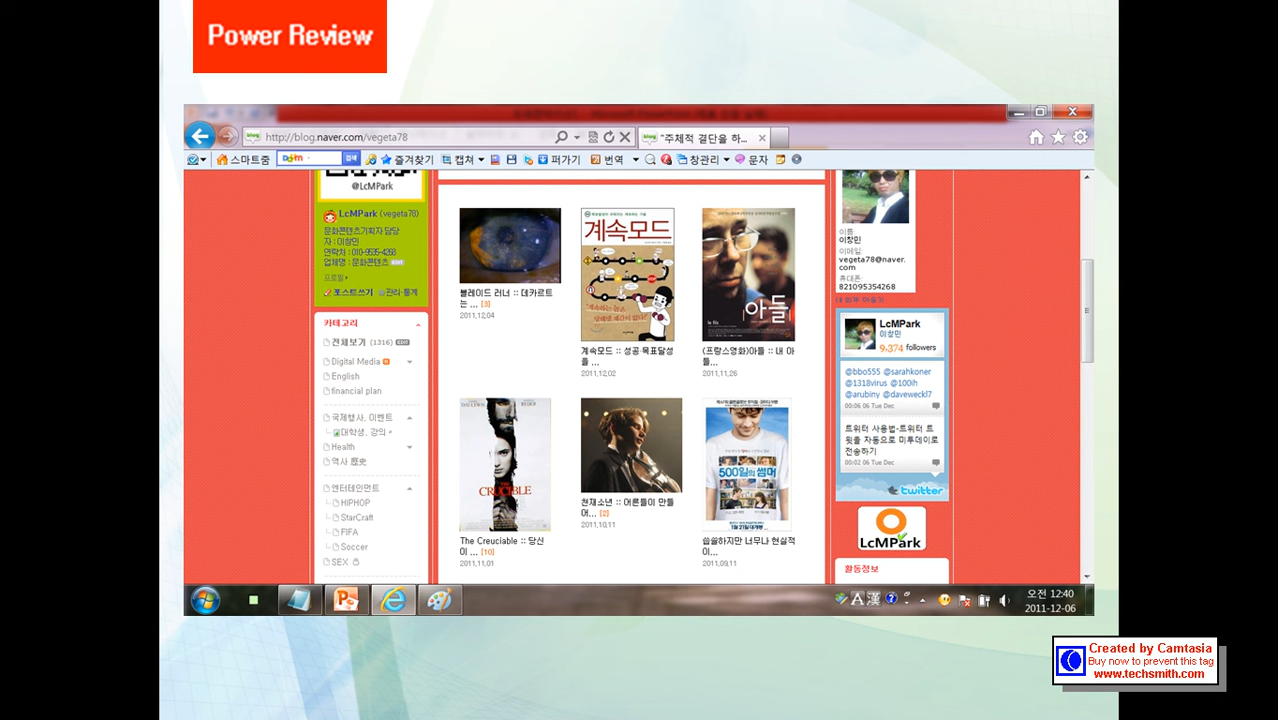 Power Review
http://blog.naver.com/vegeta78
blog "주체적 결단을 하...
스마트중
Daum
검색
즐겨찾기
캡쳐
퍼가기
번역
창관리
문자
@LcMPark
LcMPark (vegeta78)
문화콘텐츠기획자 담당
자 : 이창민
연락처 : 010-9535-4268
업체명 : 문화콘텐츠 EDIT
프로필
포스트쓰기 관리·통계
카테고리
전체보기 (1316) EDIT
Digital Media
English
financial plan
국제행사, 이벤트
대학생, 강의
Health
역사 歷史
엔터테인먼트
HIPHOP
StarCraft
FIFA
Soccer
SEX
블레이드 러너 :: 데카르트
는 ... [3]
2011,12,04
계속모드
계속모드 :: 성공·목표달성
을 ...
2011,12,02
아들
(프랑스영화)아들 :: 내 아
들...
2011,11,26
THE CRUCIBLE
The Creuciable :: 당신
이 ... [10]
2011,11,01
천재소년 :: 어른들이 만들
어... [2]
2011,10,11
500일의 썸머
씁쓸하지만 너무나 현실적
이...
2011,09,11
이름:
이창민
이메일:
vegeta78@naver.
com
휴대폰:
821095354268
LcMPark
이창민
9,374 followers
@bbo555 @sarahkoner
@1318virus @100ih
@arubiny @daveweckl7
00:06 06 Tue Dec
트위터 사용법-트위터 트
윗을 자동으로 미투데이로
전송하기
00:02 06 Tue Dec
twitter
LcMPark
활동정보
A漢
오전 12:40
2011-12-06
Created by Camtasia
Buy now to prevent this tag
www.techsmith.com